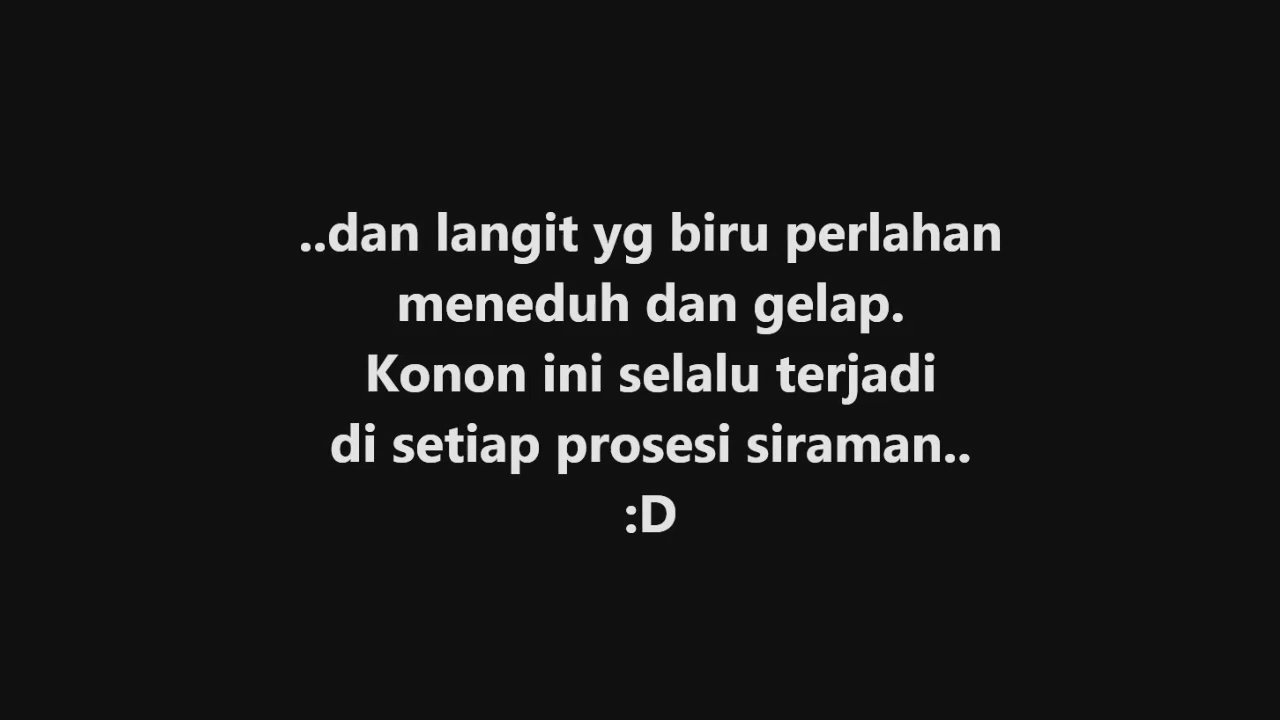 ..dan langit yg biru perlahan
meneduh dan gelap.
Konon ini selalu terjadi
di setiap prosesi siraman..
:D